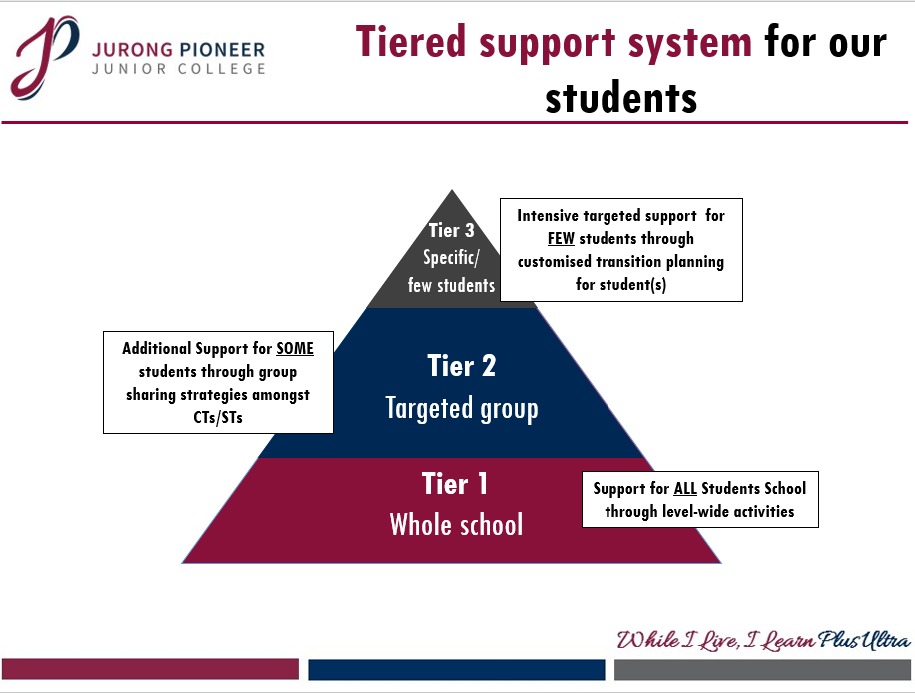 JURONG PIONEER
JUNIOR COLLEGE
Tiered support system for our
students
Tier 3
Specific/
few students
Intensive targeted support for
FEW students through
customised transition planning
for student(s)
Additional Support for SOME
students through group
sharing strategies amongst
CTs/STs
Tier 2
Targeted group
Tier 1
Whole school
Support for ALL Students School
through level-wide activities
While I Live, I Learn Plus Ultra